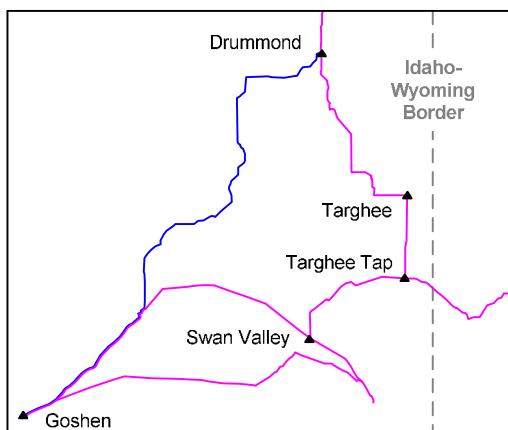 Drummond
Idaho-
Wyoming
Border
Targhee
Targhee Tap
Swan Valley
Goshen